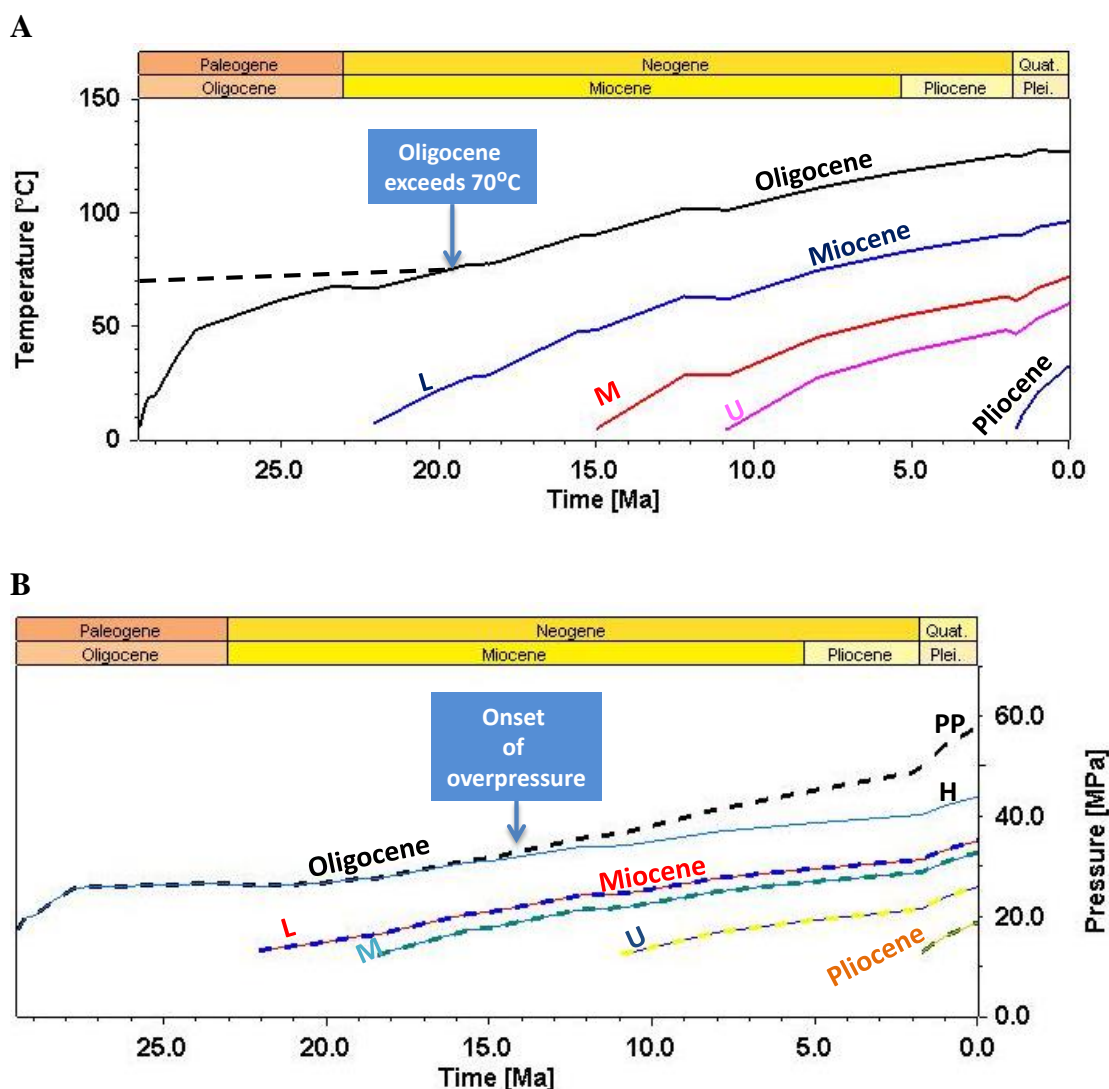 A
Paleogene Neogene Quat.
Oligocene Miocene Pliocene Plei.
150
100
50
0
Temperature [°C]
Oligocene
exceeds 70°C
Oligocene
Miocene
L
M
U
Pliocene
25.0 20.0 15.0 10.0 5.0 0.0
Time [Ma]
B
Paleogene Neogene Quat.
Oligocene Miocene Pliocene Plei.
Onset
of
overpressure
PP
H
Oligocene
Miocene
L
M
U
Pliocene
60.0
40.0
20.0
0.0
Pressure [MPa]
25.0 20.0 15.0 10.0 5.0 0.0
Time [Ma]